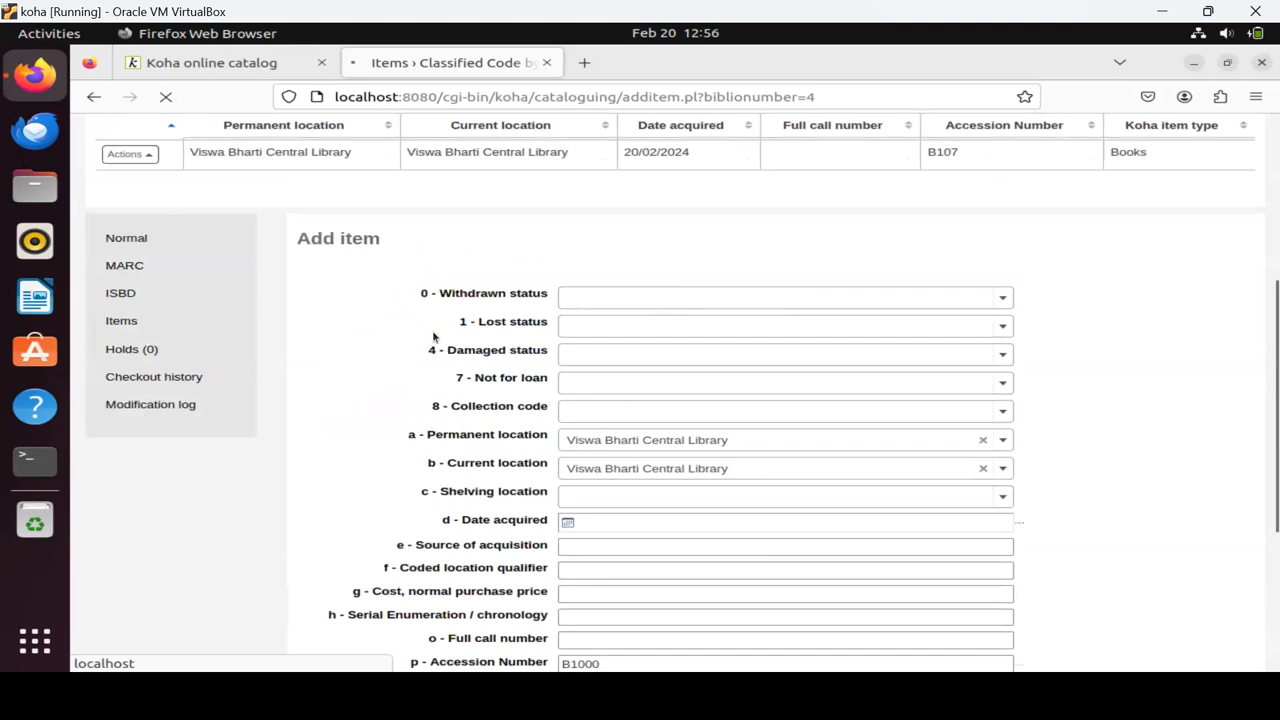 koha [Running] - Oracle VM VirtualBox
Activities Firefox Web Browser Feb 20 12:56
Koha online catalog Items › Classified Code by
localhost:8080/cgi-bin/koha/cataloguing/additem.pl?biblionumber=4
Permanent location Current location Date acquired Full call number Accession Number Koha item type
Actions Viswa Bharti Central Library Viswa Bharti Central Library 20/02/2024 B107 Books
Normal
MARC
ISBD
Items
Holds (0)
Checkout history
Modification log
Add item
0 - Withdrawn status
1 - Lost status
4 - Damaged status
7 - Not for loan
8 - Collection code
a - Permanent location Viswa Bharti Central Library
b - Current location Viswa Bharti Central Library
c - Shelving location
d - Date acquired ...
e - Source of acquisition
f - Coded location qualifier
g - Cost, normal purchase price
h - Serial Enumeration / chronology
o - Full call number
p - Accession Number B1000 ...
localhost